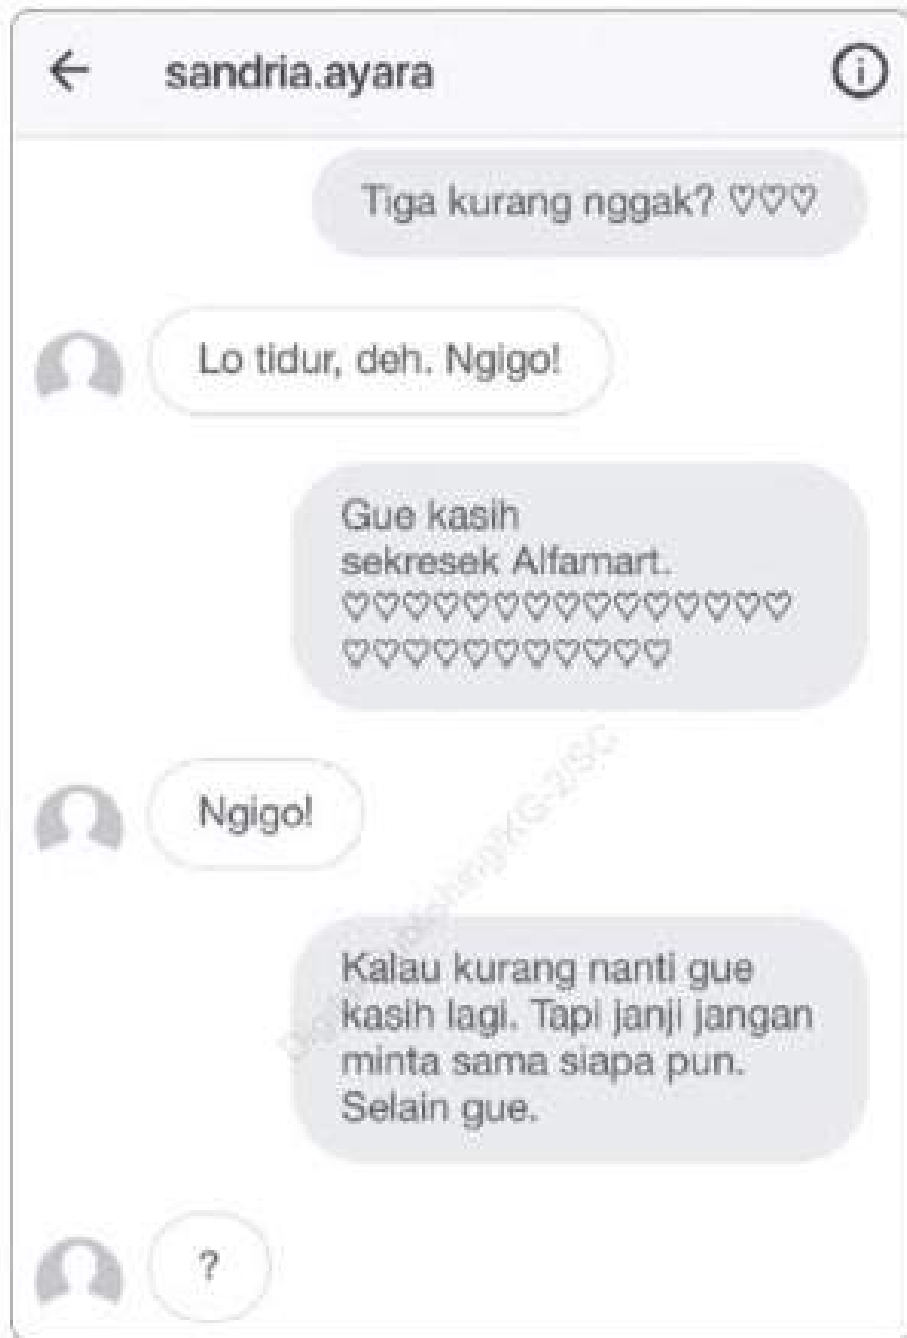 sandria.ayara
Tiga kurang nggak? ♡♡♡
Lo tidur, deh. Ngigo!
Gue kasih
sekresek Alfamart.
♡♡♡♡♡♡♡♡♡♡♡♡♡♡♡
♡♡♡♡♡♡♡♡♡♡♡
Ngigo!
Kalau kurang nanti gue
kasih lagi. Tapi janji jangan
minta sama siapa pun.
Selain gue.
?